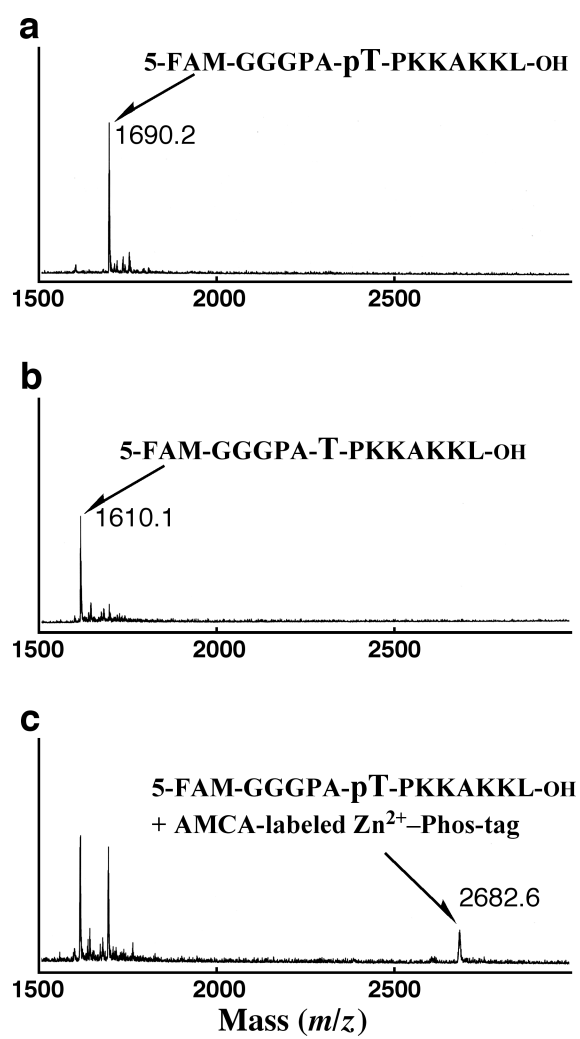 a
5-FAM-GGGPA-pT-PKKAKKL-OH
1690.2
1500 2000 2500
b
5-FAM-GGGPA-T-PKKAKKL-OH
1610.1
1500 2000 2500
c
5-FAM-GGGPA-pT-PKKAKKL-OH
+ AMCA-labeled Zn²⁺–Phos-tag
2682.6
1500 2000 2500
Mass (m/z)